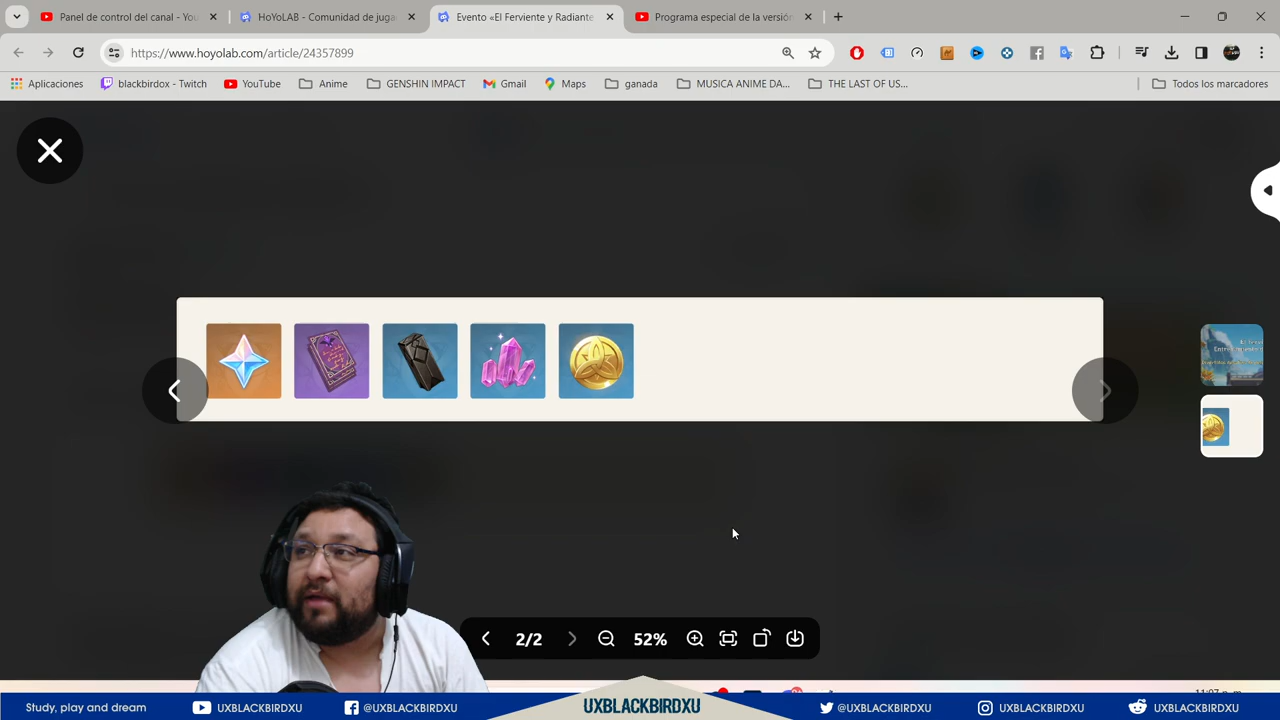 Panel de control del canal - You
HoYoLAB - Comunidad de juga
Evento «El Ferviente y Radiante
Programa especial de la versión
https://www.hoyolab.com/article/24357899
Aplicaciones
blackbirdox - Twitch
YouTube
Anime
GENSHIN IMPACT
Gmail
Maps
ganada
MUSICA ANIME DA...
THE LAST OF US...
Todos los marcadores
2/2
52%
Study, play and dream
UXBLACKBIRDXU
@UXBLACKBIRDXU
UXBLACKBIRDXU
@UXBLACKBIRDXU
UXBLACKBIRDXU
UXBLACKBIRDXU